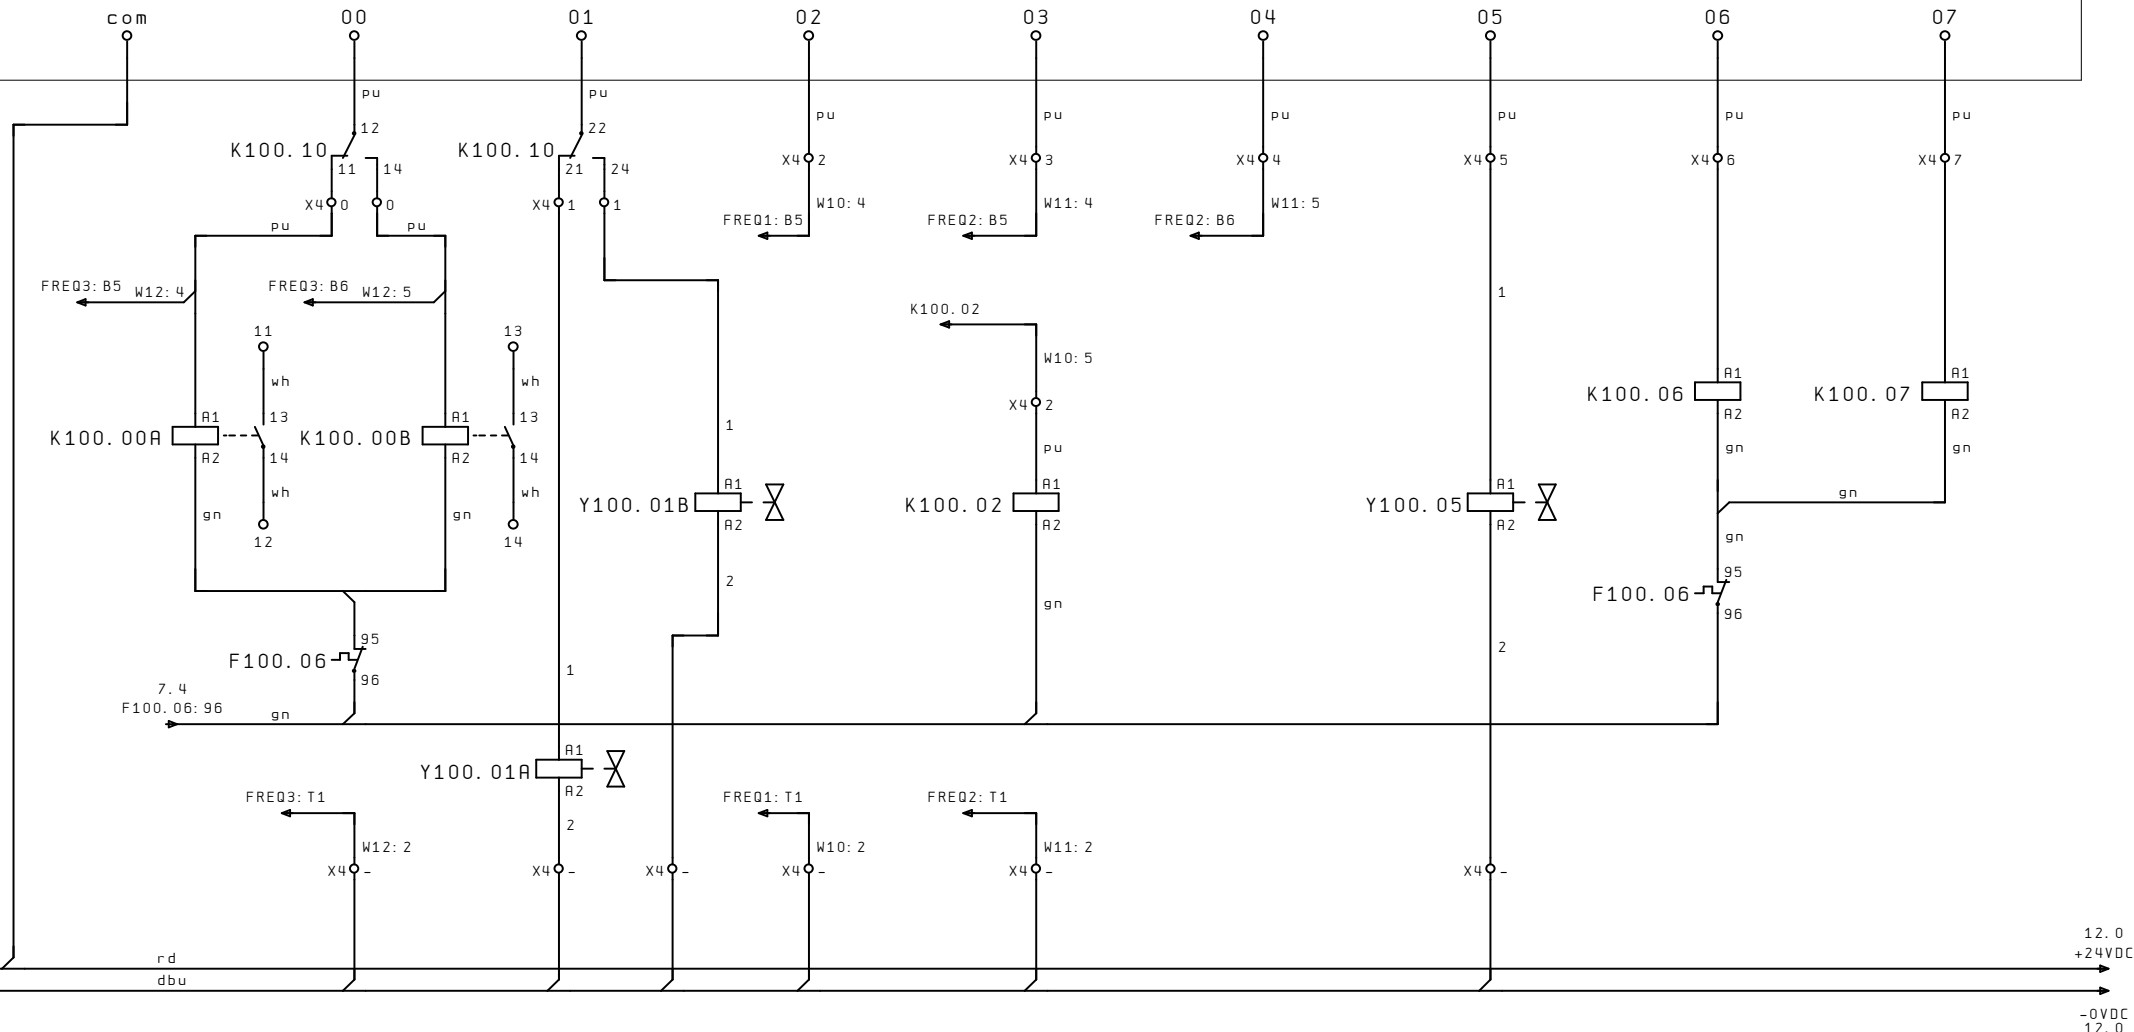 com 00 01 02 03 04 05 06 07
pu pu
pu pu pu pu pu pu
12 22
K100.10 K100.10
11 14 21 24
X4 2 X4 3 X4 4 X4 5 X4 6 X4 7
X4 0 0 X4 1 1
W10:4 W11:4 W11:5
FREQ1:B5 FREQ2:B5 FREQ2:B6
pu pu
FREQ3:B5 W12:4 FREQ3:B6 W12:5
1
K100.02
11 13
W10:5
wh wh
A1 A1
K100.06 K100.07
A2 A2
X4 2
A1 13 A1 13
1
K100.00A K100.00B
A2 14 A2 14
pu gn gn
wh wh gn
A1 A1 A1
Y100.01B K100.02 Y100.05
A2 A2 A2
gn gn
12 14
gn
95
2
F100.06
gn
96
95
2
F100.06
1
96
7.4
F100.06:96 gn
A1
Y100.01A
A2
FREQ3:T1 FREQ1:T1 FREQ2:T1
2
W12:2 W10:2 W11:2
X4 - X4 - - X4 - X4 - X4 -
12.0
rd +24VDC
dbu
-0VDC
12.0